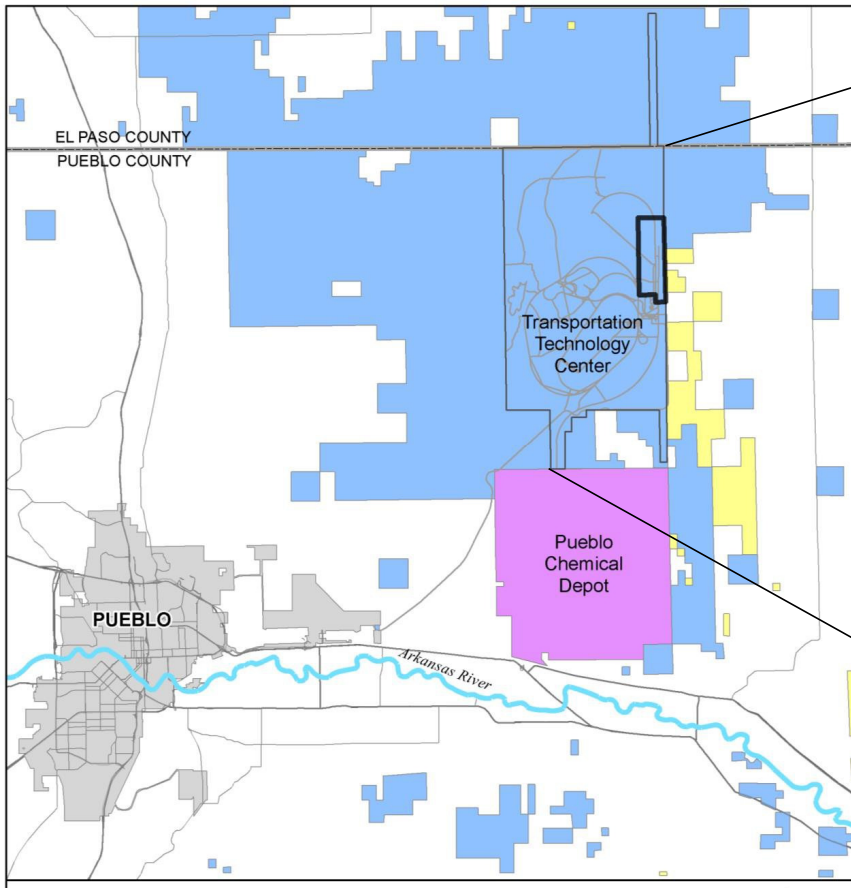 EL PASO COUNTY
PUEBLO COUNTY
Transportation
Technology
Center
Pueblo
Chemical
Depot
PUEBLO
Arkansas River